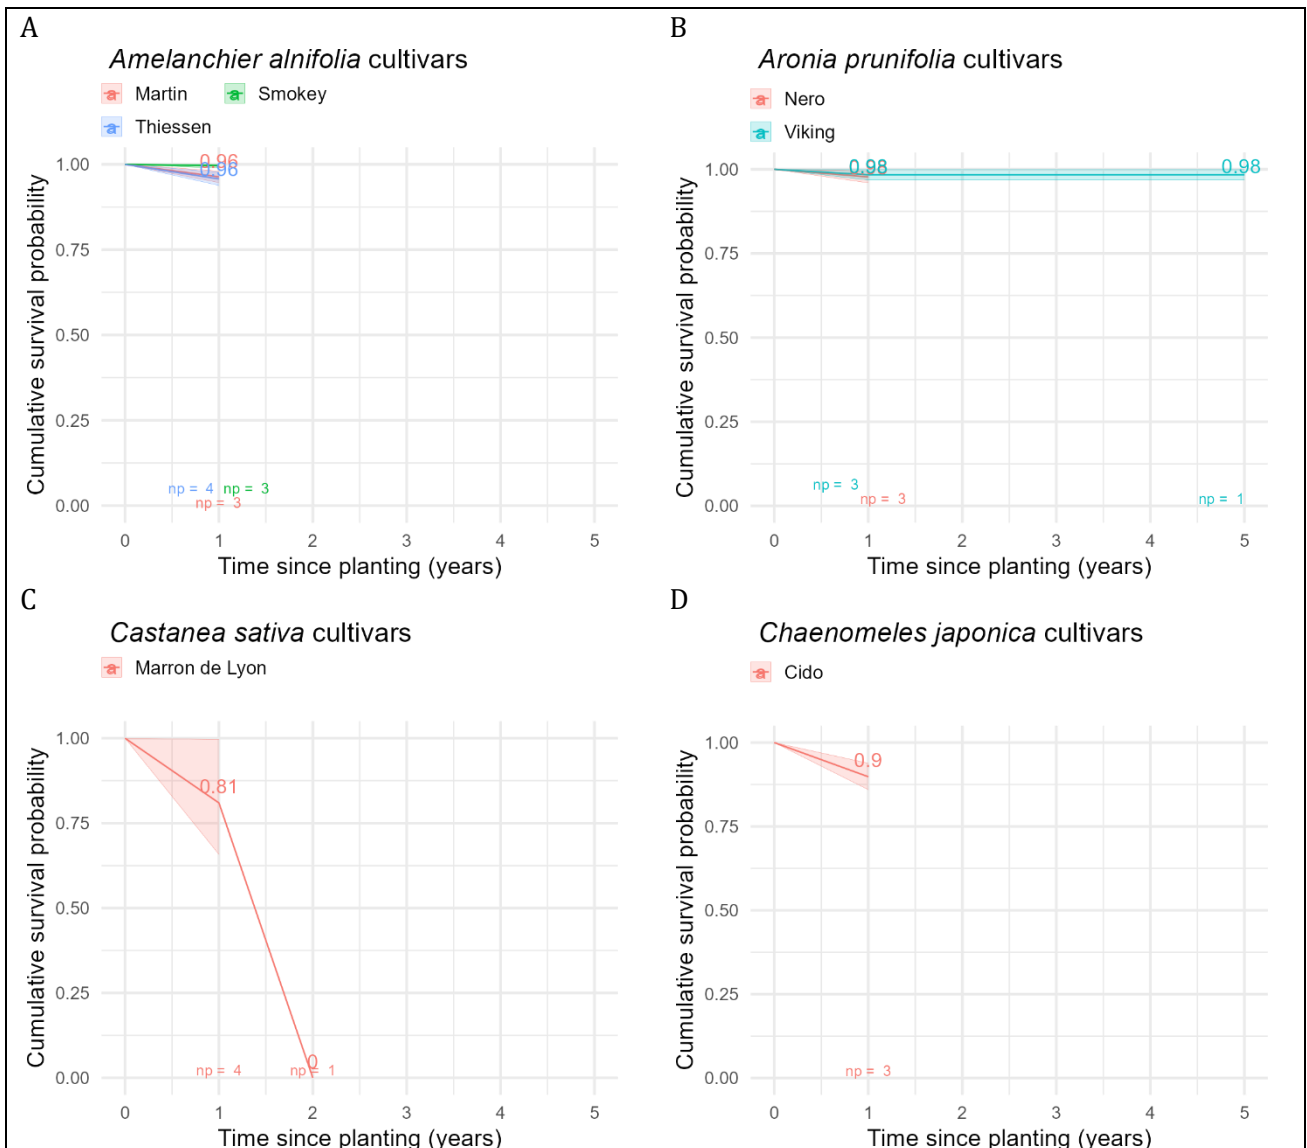 A
Amelanchier alnifolia cultivars
a Martin a Smokey
a Thiessen
Cumulative survival probability
1.00
0.75
0.50
0.25
0.00
0.96
0.96
np = 4 np = 3
np = 3
0 1 2 3 4 5
Time since planting (years)
B
Aronia prunifolia cultivars
a Nero
a Viking
Cumulative survival probability
1.00
0.75
0.50
0.25
0.00
0.98 0.98
np = 3
np = 3 np = 1
0 1 2 3 4 5
Time since planting (years)
C
Castanea sativa cultivars
a Marron de Lyon
Cumulative survival probability
1.00
0.75
0.50
0.25
0.00
0.81
0
np = 4 np = 1
0 1 2 3 4 5
Time since planting (years)
D
Chaenomeles japonica cultivars
a Cido
Cumulative survival probability
1.00
0.75
0.50
0.25
0.00
0.9
np = 3
0 1 2 3 4 5
Time since planting (years)